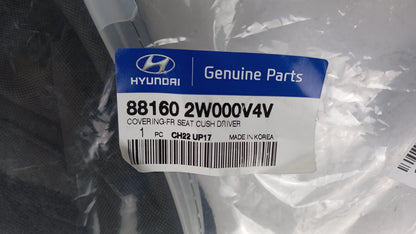 HYUNDAI
Genuine Parts
88160 2W000V4V
COVERING-FR SEAT CUSH DRIVER
1 PC CH22 UP17 MADE IN KOREA